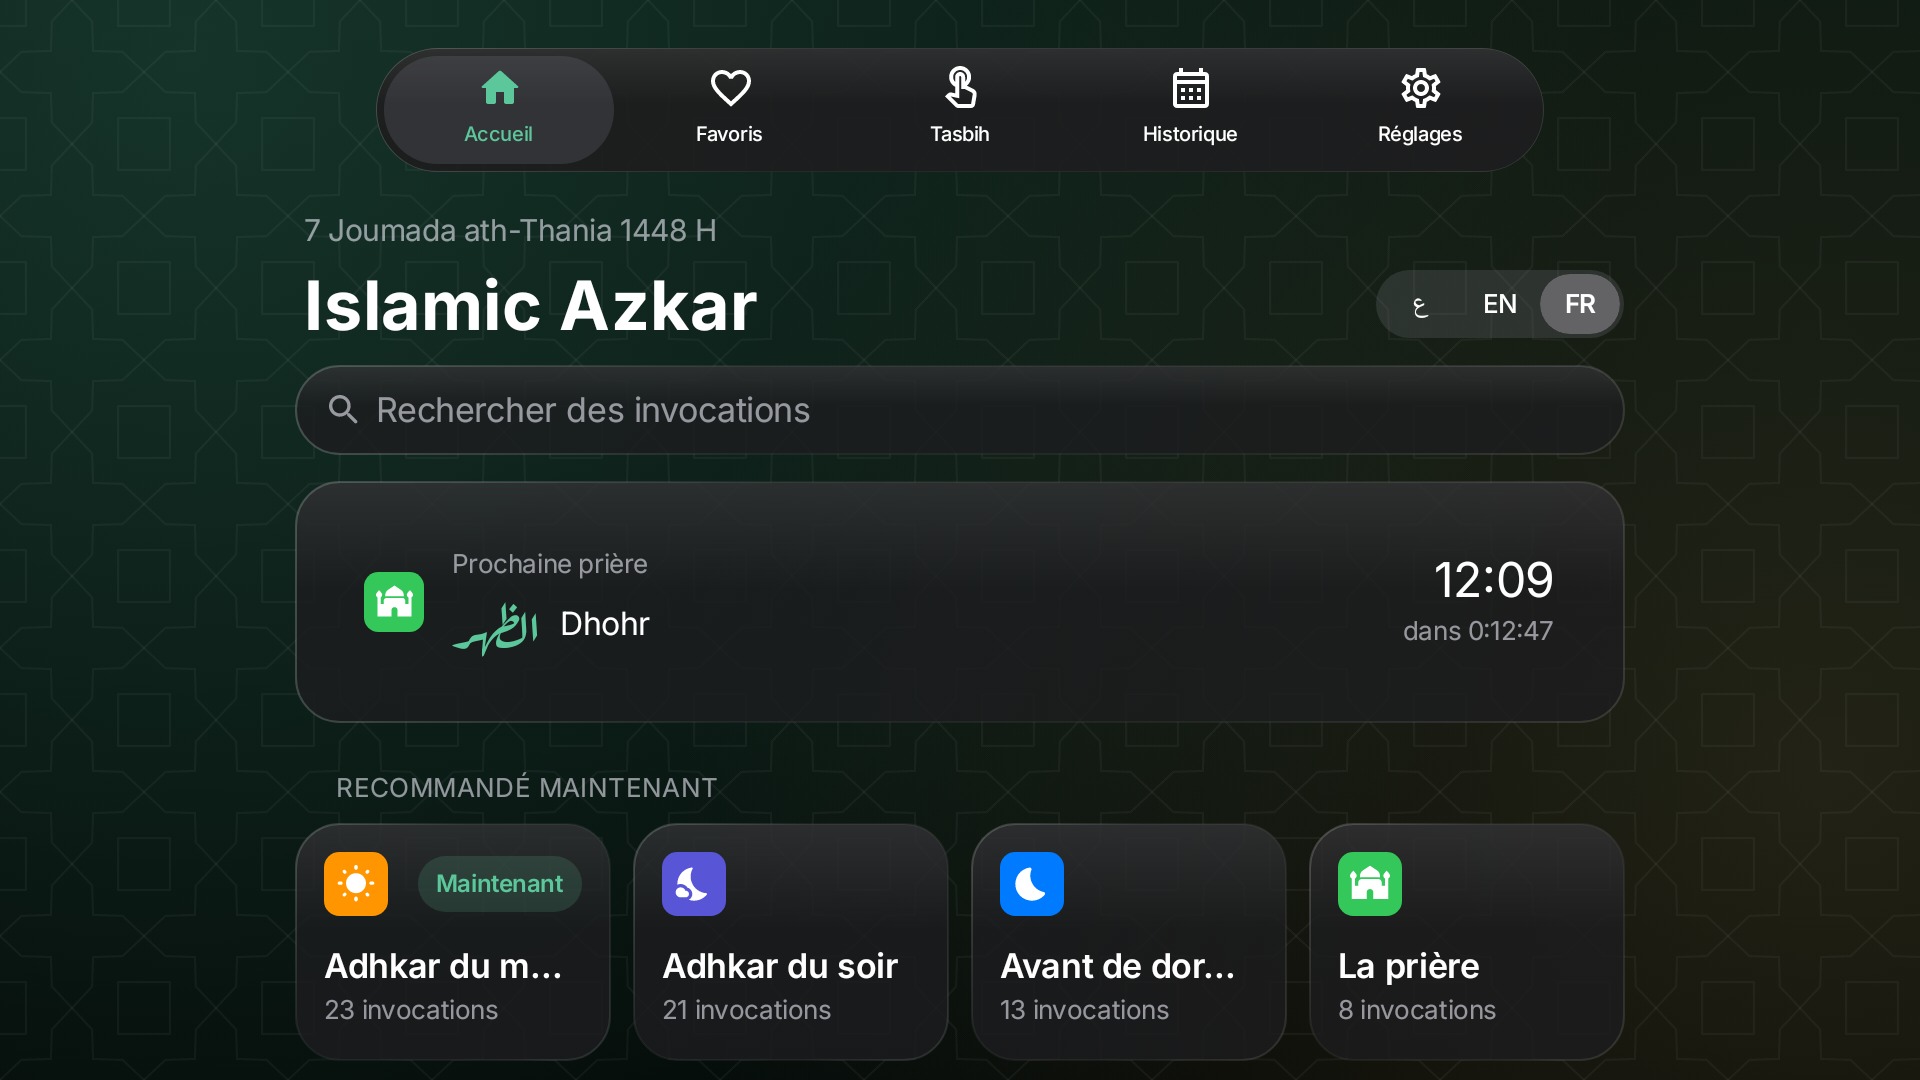 Accueil
Favoris
Tasbih
Historique
Réglages
7 Joumada ath-Thania 1448 H
Islamic Azkar
ع
EN
FR
Rechercher des invocations
Prochaine prière
الظهر Dhohr
12:09
dans 0:12:47
RECOMMANDÉ MAINTENANT
Maintenant
Adhkar du m...
23 invocations
Adhkar du soir
21 invocations
Avant de dor...
13 invocations
La prière
8 invocations